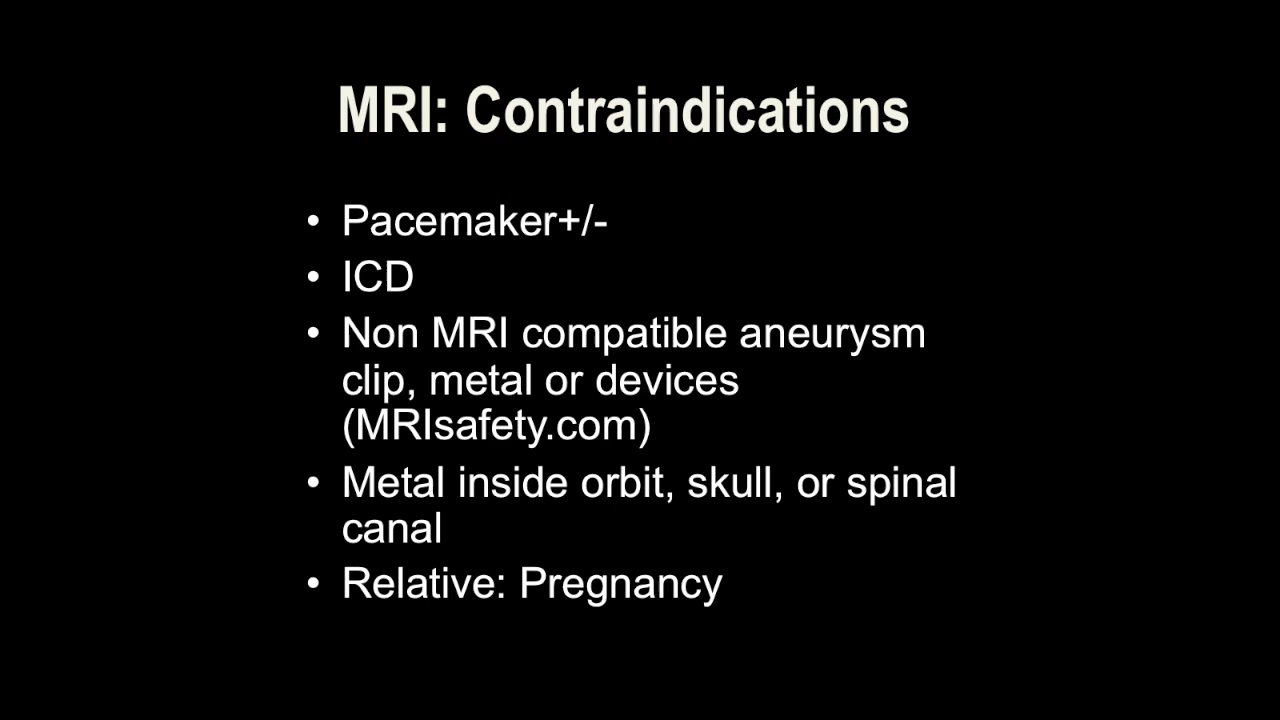 MRI: Contraindications
• Pacemaker+/-
• ICD
• Non MRI compatible aneurysm
clip, metal or devices
(MRIsafety.com)
• Metal inside orbit, skull, or spinal
canal
• Relative: Pregnancy